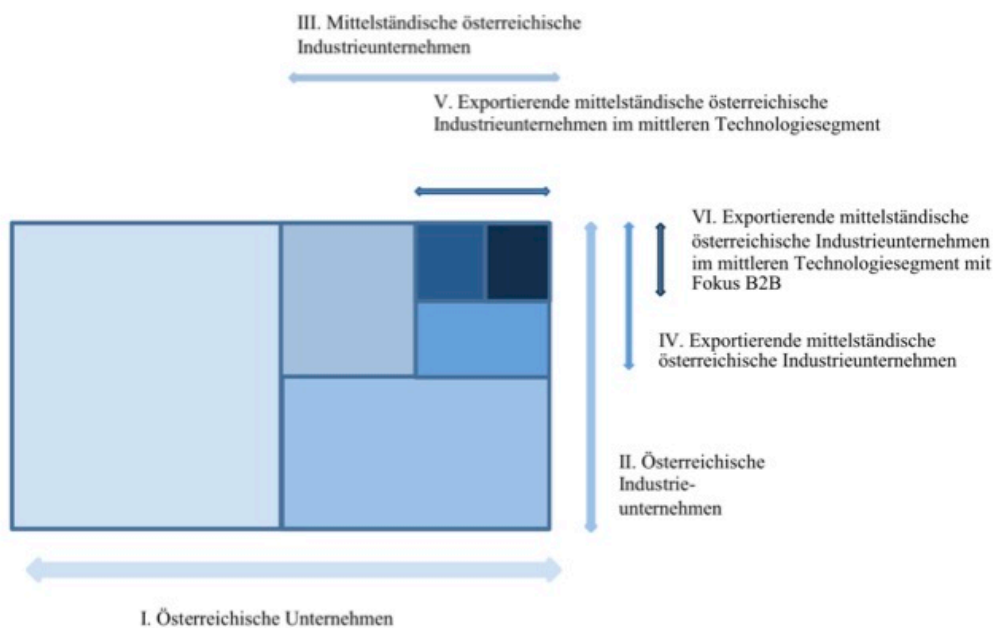 III. Mittelständische österreichische
Industrieunternehmen
V. Exportierende mittelständische österreichische
Industrieunternehmen im mittleren Technologiesegment
VI. Exportierende mittelständische
österreichische Industrieunternehmen
im mittleren Technologiesegment mit
Fokus B2B
IV. Exportierende mittelständische
österreichische Industrieunternehmen
II. Österreichische
Industrie-
unternehmen
I. Österreichische Unternehmen